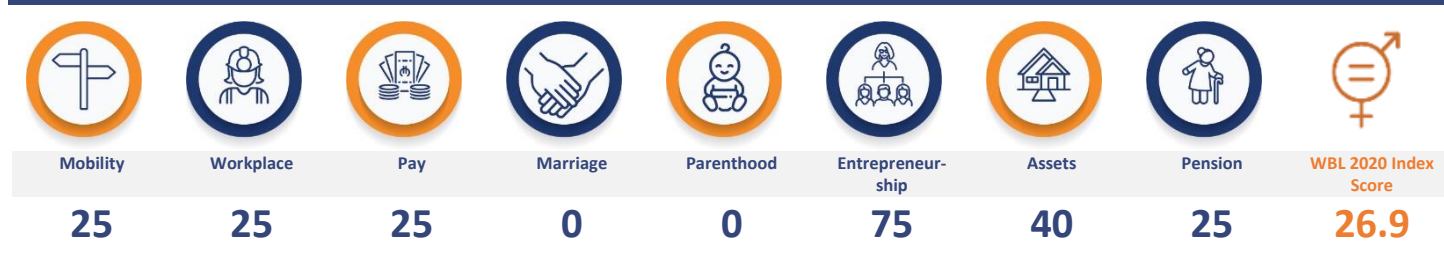 Mobility Workplace Pay Marriage Parenthood Entrepreneur-
ship Assets Pension WBL 2020 Index
Score
25 25 25 0 0 75 40 25 26.9